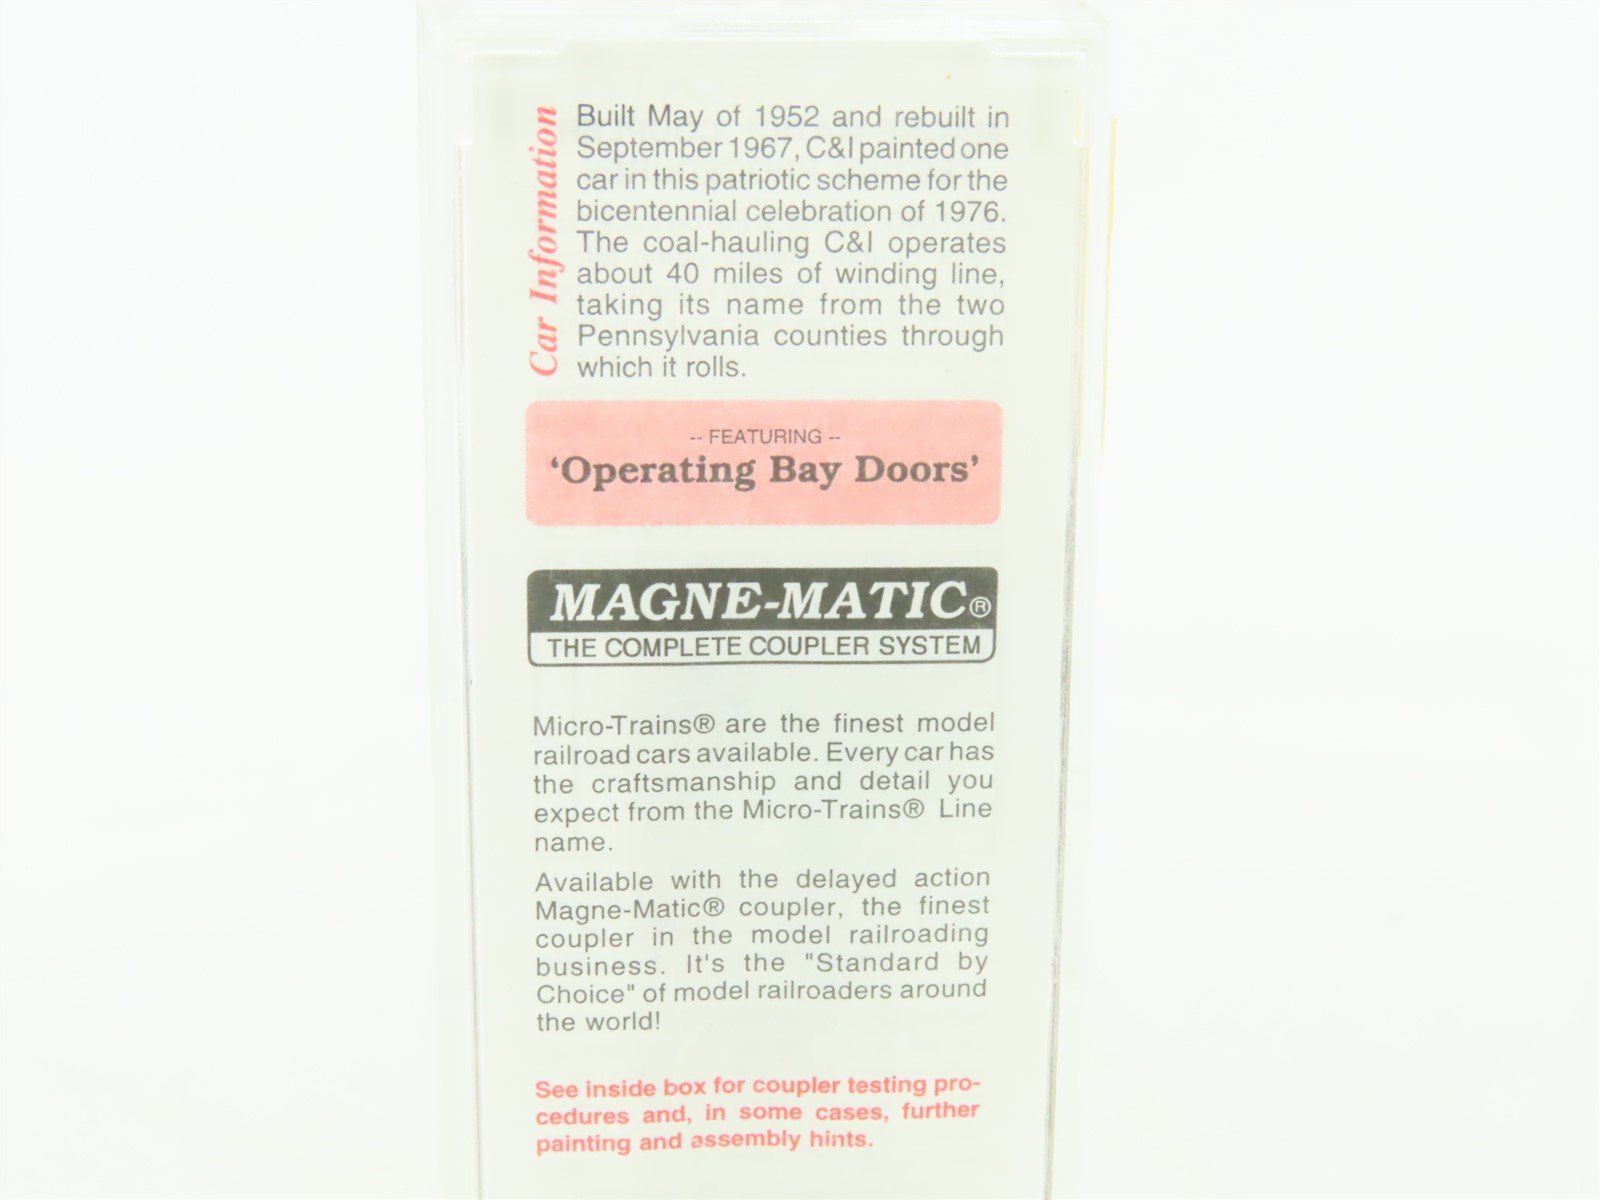 Car Information
Built May of 1952 and rebuilt in
September 1967, C&I painted one
car in this patriotic scheme for the
bicentennial celebration of 1976.
The coal-hauling C&I operates
about 40 miles of winding line,
taking its name from the two
Pennsylvania counties through
which it rolls.
-- FEATURING --
‘Operating Bay Doors’
MAGNE-MATIC®
THE COMPLETE COUPLER SYSTEM
Micro-Trains® are the finest model
railroad cars available. Every car has
the craftsmanship and detail you
expect from the Micro-Trains® Line
name.
Available with the delayed action
Magne-Matic® coupler, the finest
coupler in the model railroading
business. It's the "Standard by
Choice" of model railroaders around
the world!
See inside box for coupler testing pro-
cedures and, in some cases, further
painting and assembly hints.